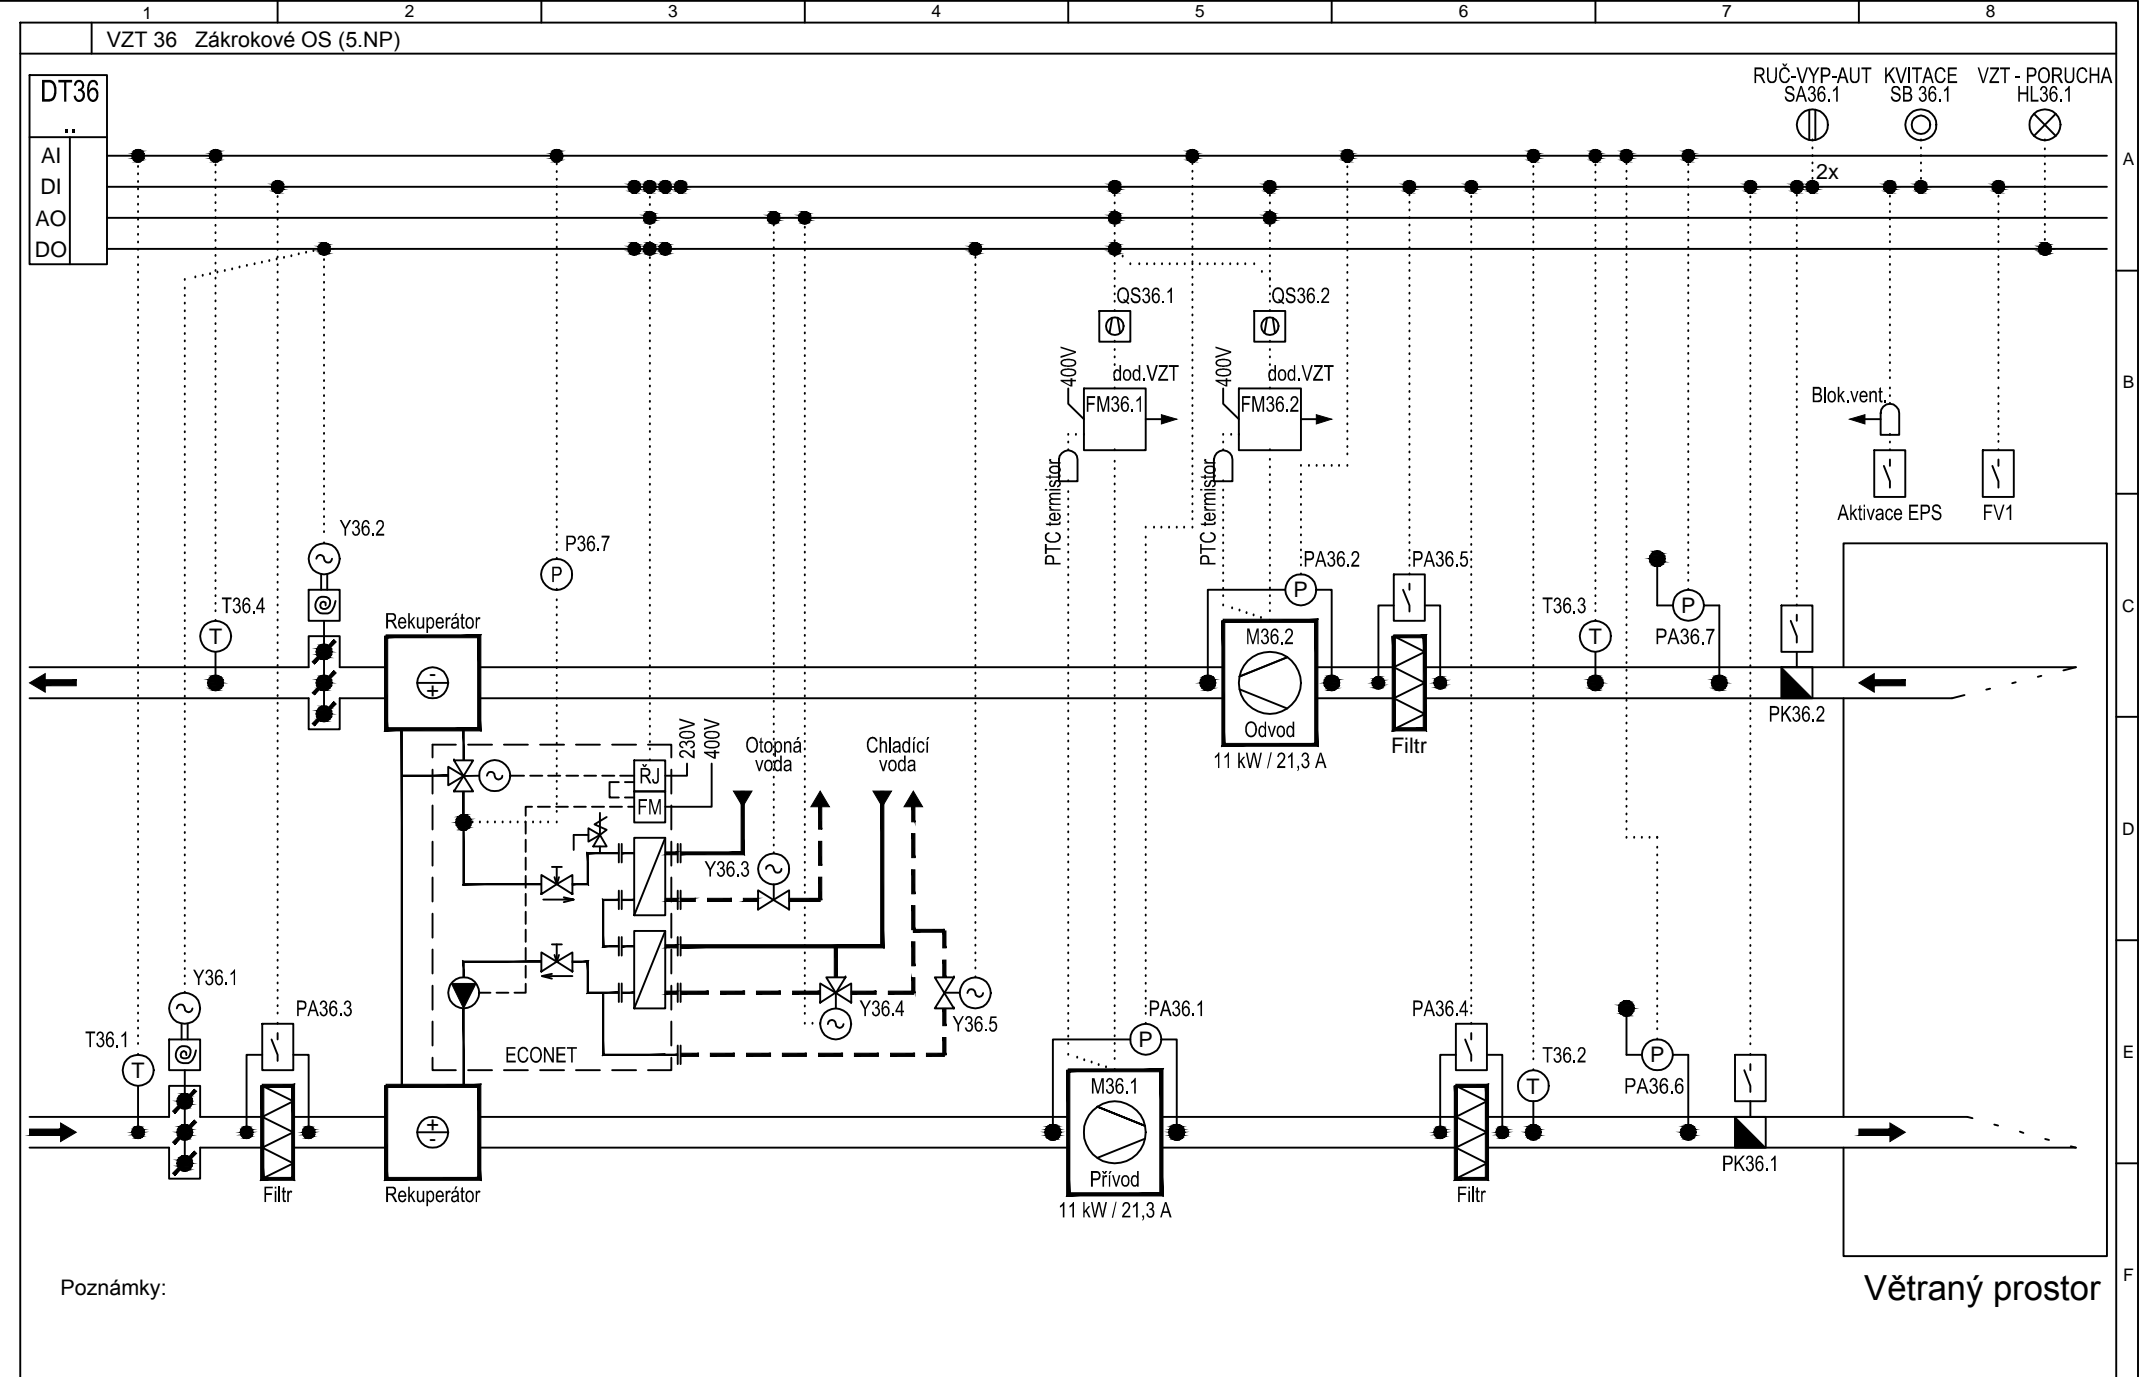 1 2 3 4 5 6 7 8
VZT 36 Zákrokové OS (5.NP)
DT36
..
AI
DI
AO
DO
RUČ-VYP-AUT
SA36.1
KVITACE
SB 36.1
VZT - PORUCHA
HL36.1
2x
A
B
C
D
E
F
QS36.1
QS36.2
400V
dod.VZT
FM36.1
400V
dod.VZT
FM36.2
PTC termistor
PTC termistor
Blok.vent.
Aktivace EPS
FV1
Y36.2
P36.7
P
PA36.2
P
PA36.5
T36.4
T
Rekuperátor
T36.3
T
P
PA36.7
M36.2
Odvod
11 kW / 21,3 A
Filtr
PK36.2
230V
400V
Otopná
voda
Chladící
voda
ŘJ
FM
Y36.3
Y36.1
PA36.3
T36.1
T
ECONET
Y36.4
Y36.5
PA36.1
P
PA36.4
T36.2
T
P
PA36.6
M36.1
Přívod
11 kW / 21,3 A
Filtr
Rekuperátor
Filtr
PK36.1
Poznámky:
Větraný prostor